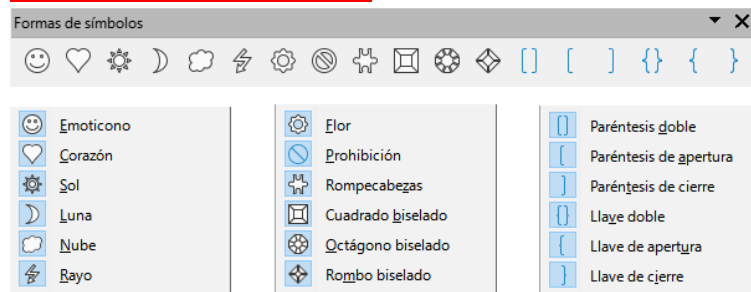 Formas de símbolos
Emoticono
Corazón
Sol
Luna
Nube
Rayo
Flor
Prohibición
Rompecabezas
Cuadrado biselado
Octágono biselado
Rombo biselado
Paréntesis doble
Paréntesis de apertura
Paréntesis de cierre
Llave doble
Llave de apertura
Llave de cierre